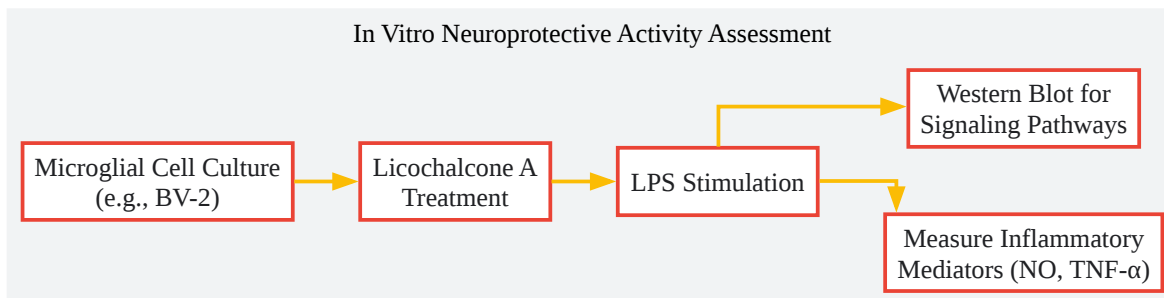 In Vitro Neuroprotective Activity Assessment
Microglial Cell Culture
(e.g., BV-2)
Licochalcone A
Treatment
LPS Stimulation
Western Blot for
Signaling Pathways
Measure Inflammatory
Mediators (NO, TNF-α)